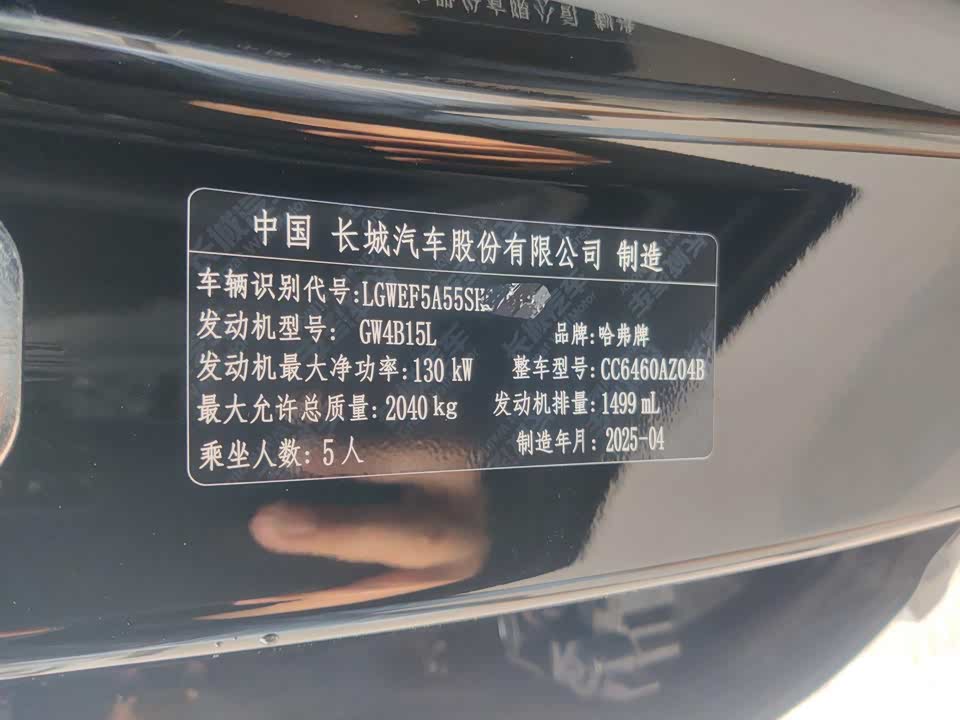 中国 长城汽车股份有限公司 制造
车辆识别代号:LGWEF5A55S
发动机型号: GW4B15L 品牌:哈弗牌
发动机最大净功率:130 kW 整车型号:CC6460AZ04B
最大允许总质量: 2040 kg 发动机排量:1499 mL
乘坐人数: 5 人 制造年月: 2025-04